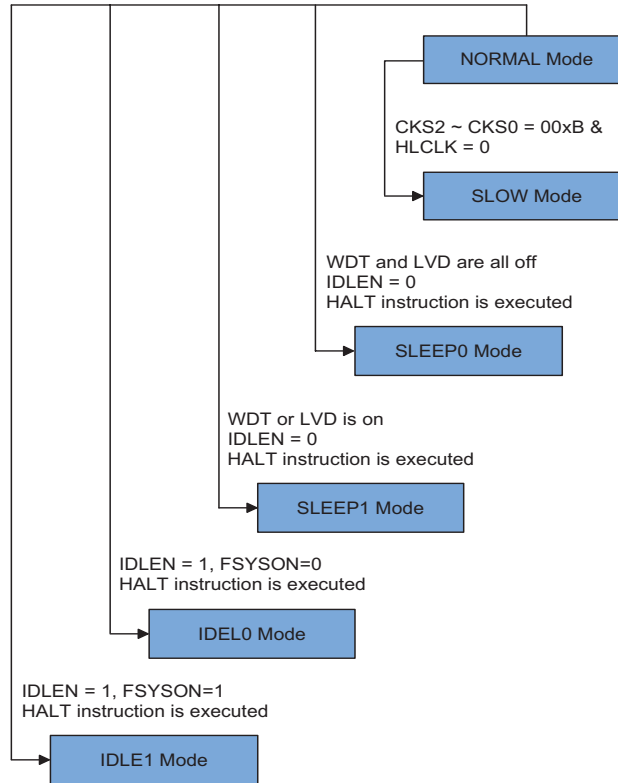 NORMAL Mode
CKS2 ~ CKS0 = 00xB &
HLCLK = 0
SLOW Mode
WDT and LVD are all off
IDLEN = 0
HALT instruction is executed
SLEEP0 Mode
WDT or LVD is on
IDLEN = 0
HALT instruction is executed
SLEEP1 Mode
IDLEN = 1, FSYSON=0
HALT instruction is executed
IDEL0 Mode
IDLEN = 1, FSYSON=1
HALT instruction is executed
IDLE1 Mode